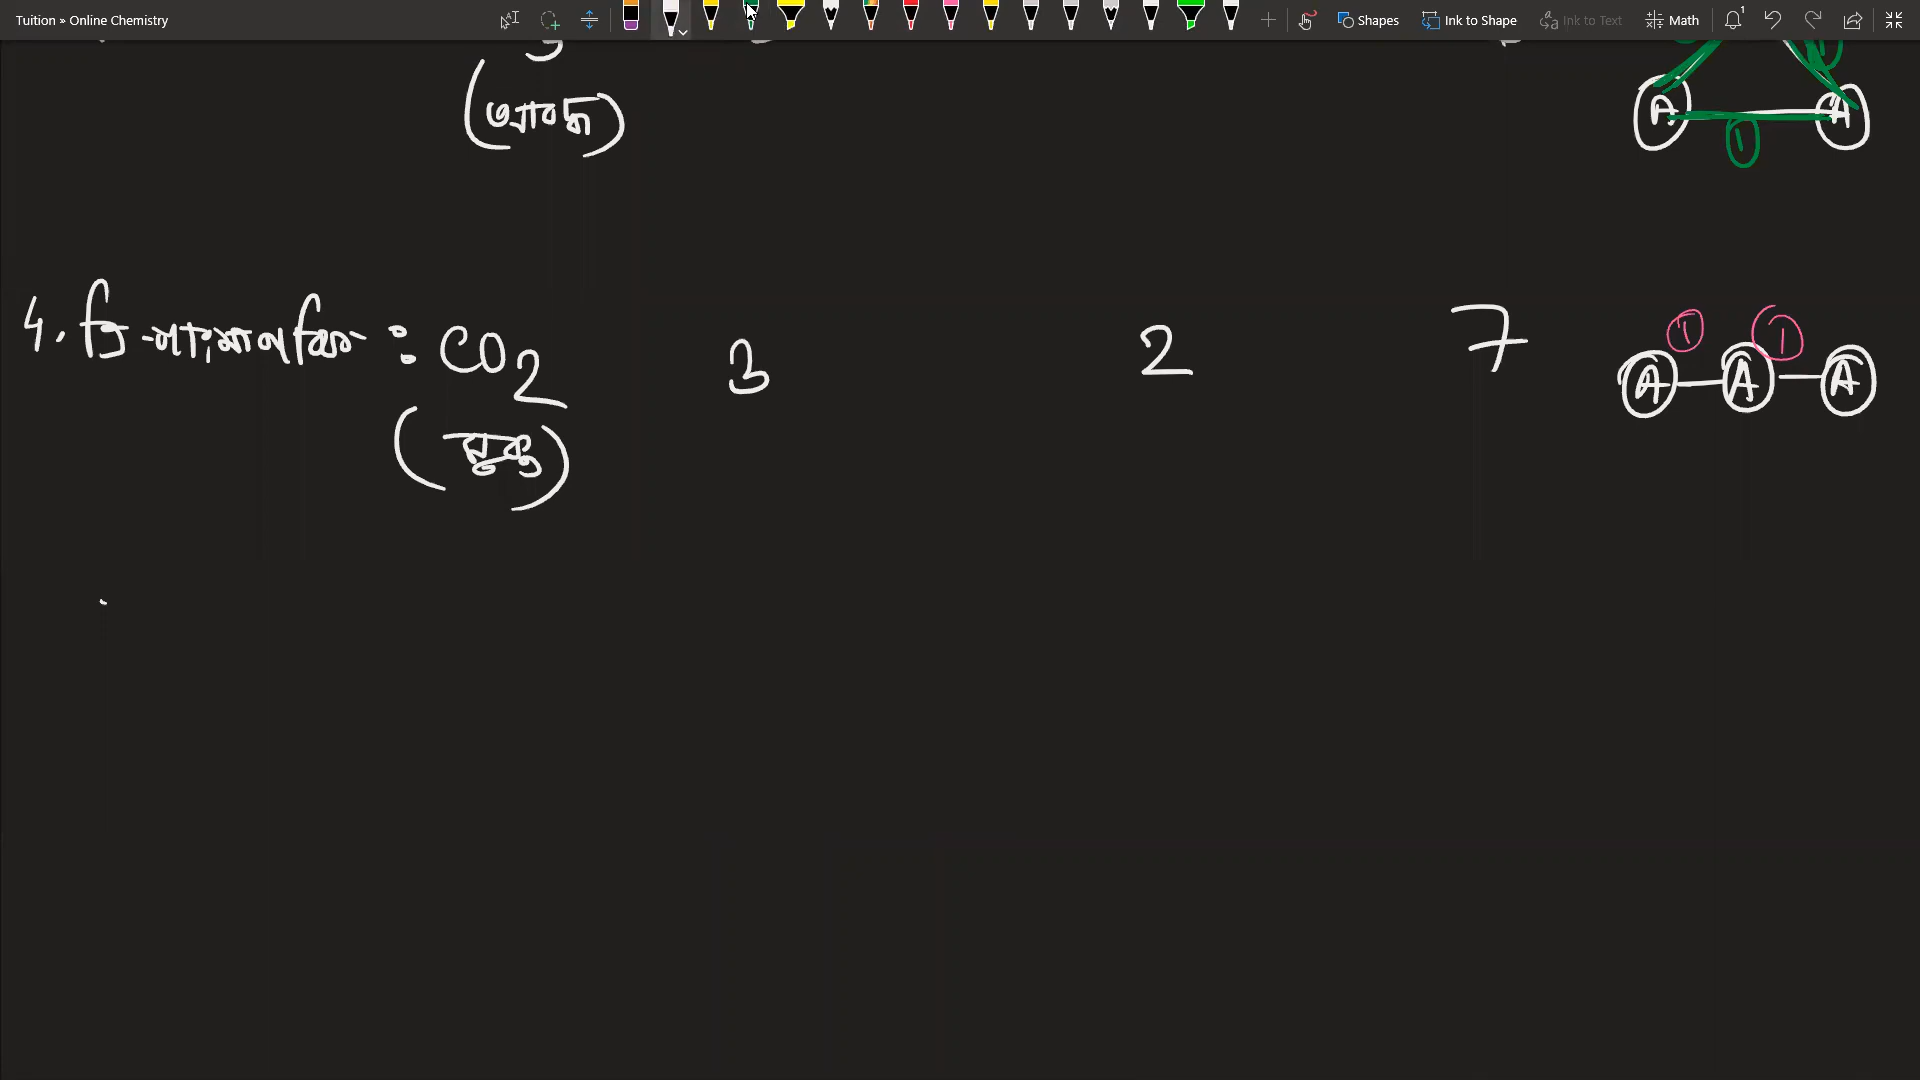 Tuition » Online Chemistry
Shapes Ink to Shape Ink to Text Math
A A
1
4. ত্রি-পারমাণবিক : CO2 3 2 7
1 1
A A A
(মুক্ত)